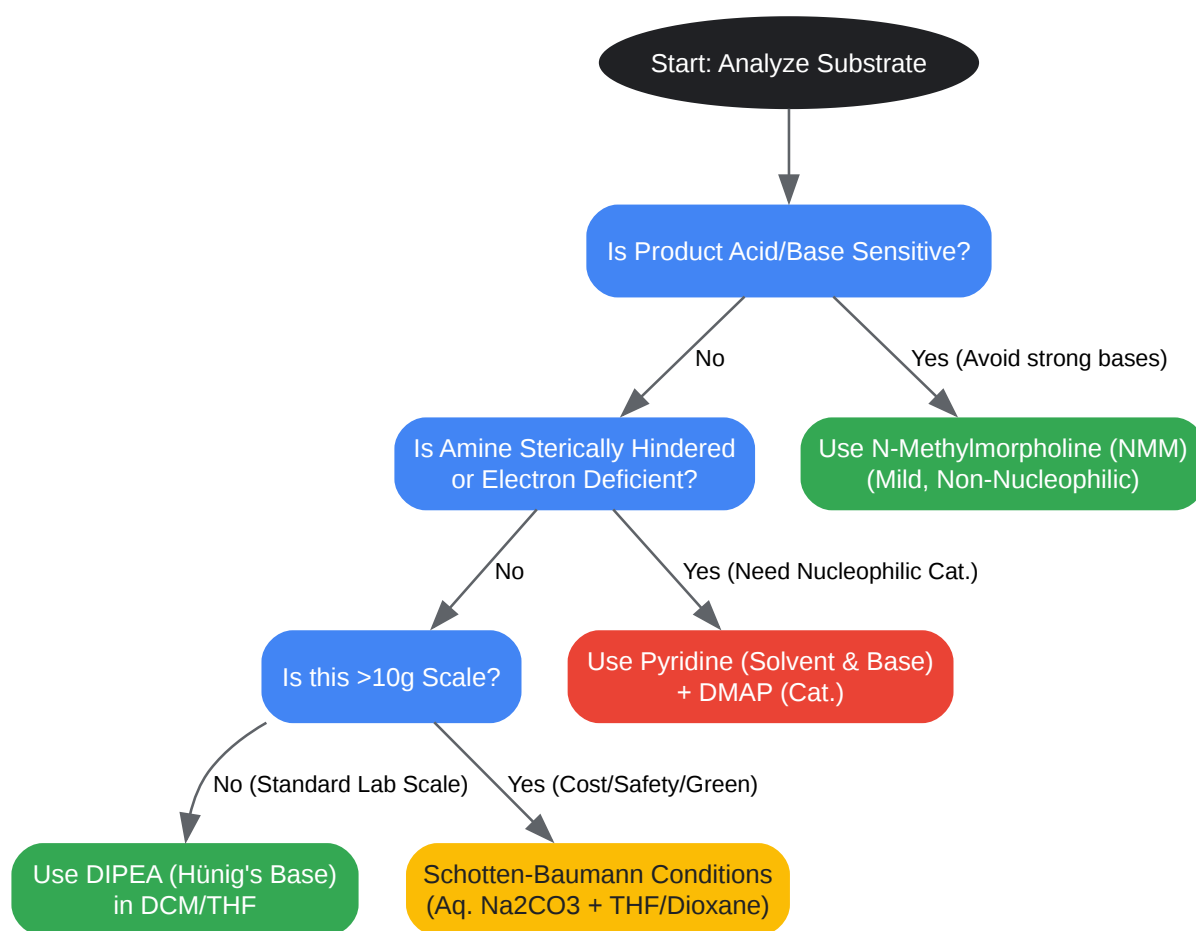 Start: Analyze Substrate
Is Product Acid/Base Sensitive?
No
Yes (Avoid strong bases)
Is Amine Sterically Hindered
or Electron Deficient?
Use N-Methylmorpholine (NMM)
(Mild, Non-Nucleophilic)
No
Yes (Need Nucleophilic Cat.)
Is this >10g Scale?
Use Pyridine (Solvent & Base)
+ DMAP (Cat.)
No (Standard Lab Scale)
Yes (Cost/Safety/Green)
Use DIPEA (Hünig's Base)
in DCM/THF
Schotten-Baumann Conditions
(Aq. Na2CO3 + THF/Dioxane)